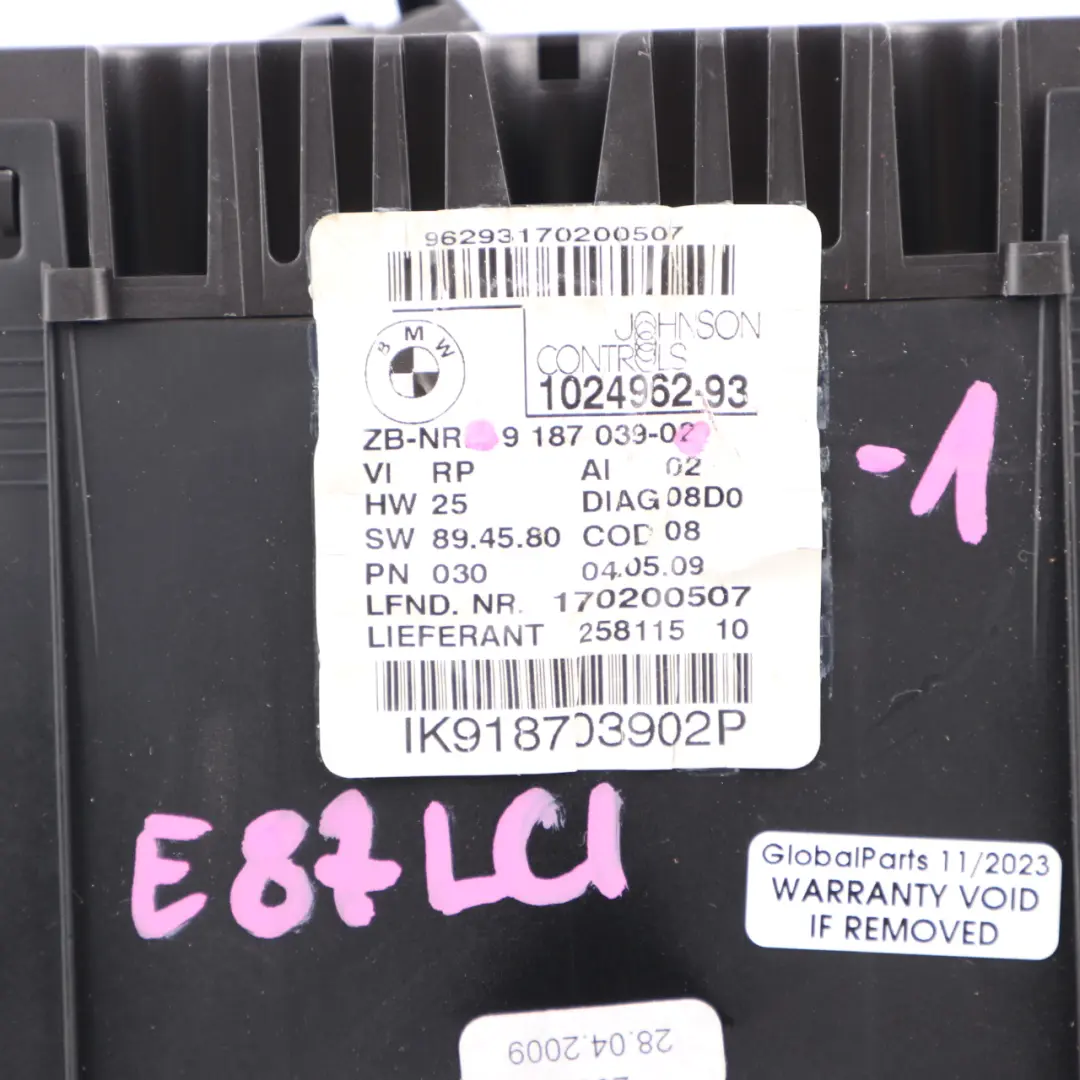 96293170200507
BMW
JOHNSON
CONTROLS
1024962-93
ZB-NR 9 187 039-02
VI RP AI 02
HW 25 DIAG 08D0
SW 89.45.80 COD 08
PN 030 04.05.09
LFND. NR. 170200507
LIEFERANT 258115 10
IK918703902P
-1
E87LCI
GlobalParts 11/2023
WARRANTY VOID
IF REMOVED
28.04.2009